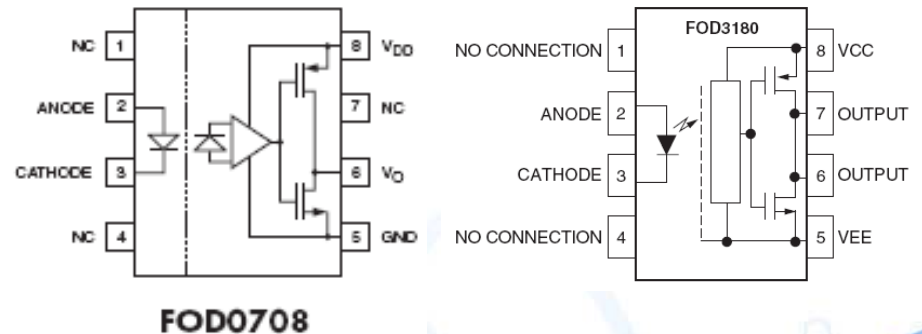 NC 1
8 VDD
ANODE 2
7 NC
CATHODE 3
6 VO
NC 4
5 GND
FOD0708
FOD3180
NO CONNECTION 1
8 VCC
ANODE 2
7 OUTPUT
CATHODE 3
6 OUTPUT
NO CONNECTION 4
5 VEE